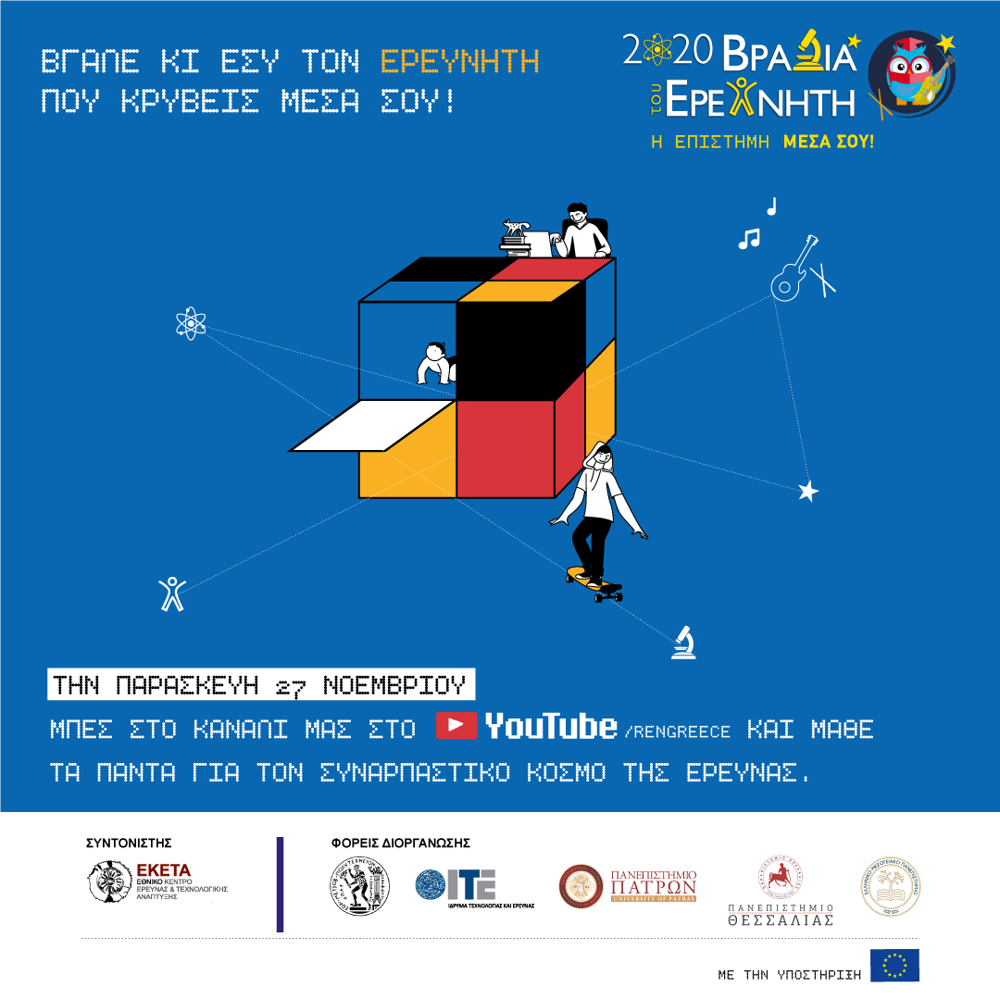 ΒΓΑΛΕ ΚΙ ΕΣΥ ΤΟΝ ΕΡΕΥΝΗΤΗ
ΠΟΥ ΚΡΥΒΕΙΣ ΜΕΣΑ ΣΟΥ!
2020 ΒΡΑΔΙΑ
ΤΟΥ ΕΡΕΥΝΗΤΗ
Η ΕΠΙΣΤΗΜΗ ΜΕΣΑ ΣΟΥ!
ΤΗΝ ΠΑΡΑΣΚΕΥΗ 27 ΝΟΕΜΒΡΙΟΥ
ΜΠΕΣ ΣΤΟ ΚΑΝΑΛΙ ΜΑΣ ΣΤΟ YouTube /RENGREECE ΚΑΙ ΜΑΘΕ
ΤΑ ΠΑΝΤΑ ΓΙΑ ΤΟΝ ΣΥΝΑΡΠΑΣΤΙΚΟ ΚΟΣΜΟ ΤΗΣ ΕΡΕΥΝΑΣ.
ΣΥΝΤΟΝΙΣΤΗΣ
ΕΚΕΤΑ
ΕΘΝΙΚΟ ΚΕΝΤΡΟ
ΕΡΕΥΝΑΣ & ΤΕΧΝΟΛΟΓΙΚΗΣ
ΑΝΑΠΤΥΞΗΣ
ΦΟΡΕΙΣ ΔΙΟΡΓΑΝΩΣΗΣ
ΙΤΕ
ΙΔΡΥΜΑ ΤΕΧΝΟΛΟΓΙΑΣ ΚΑΙ ΕΡΕΥΝΑΣ
ΠΑΝΕΠΙΣΤΗΜΙΟ
ΠΑΤΡΩΝ
UNIVERSITY OF PATRAS
ΠΑΝΕΠΙΣΤΗΜΙΟ
ΘΕΣΣΑΛΙΑΣ
ΕΛΛΗΝΙΚΟ ΜΕΣΟΓΕΙΑΚΟ ΠΑΝΕΠΙΣΤΗΜΙΟ
ΜΕ ΤΗΝ ΥΠΟΣΤΗΡΙΞΗ